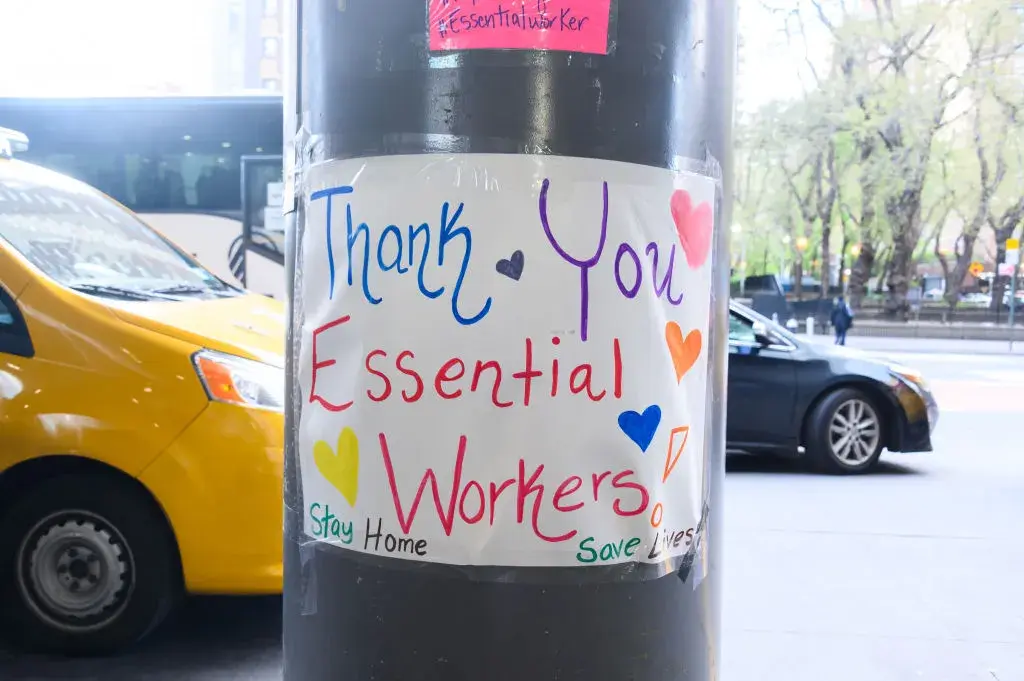 #EssentialWorker
Thank You
Essential
Workers!
Stay Home
Save Lives!